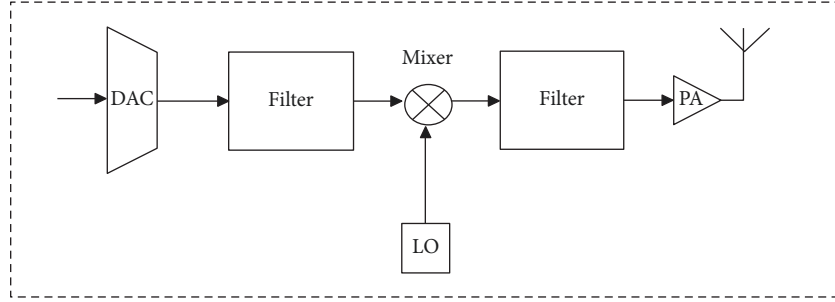 Mixer
DAC
Filter
Filter
PA
LO